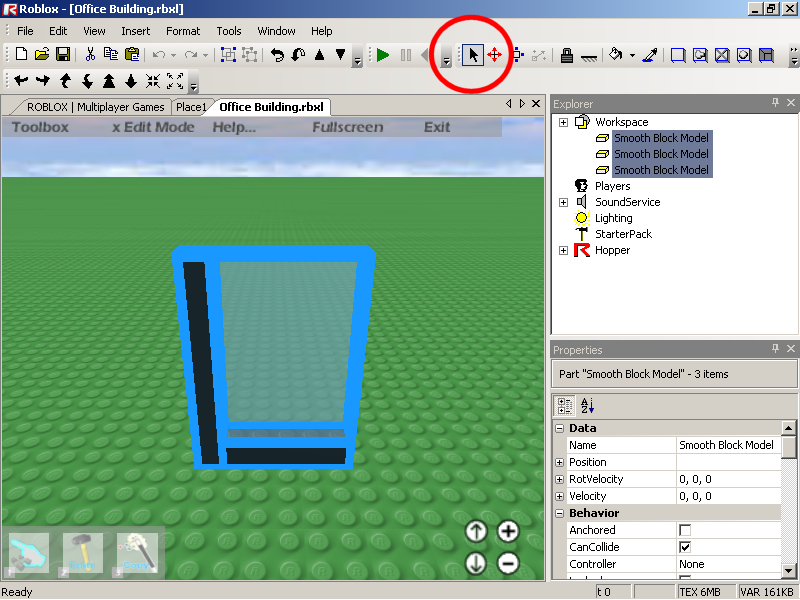 Roblox - [Office Building.rbxl]
File Edit View Insert Format Tools Window Help
ROBLOX | Multiplayer Games Place1 Office Building.rbxl
Toolbox x Edit Mode Help... Fullscreen Exit
Explorer
Workspace
Smooth Block Model
Smooth Block Model
Smooth Block Model
Players
SoundService
Lighting
StarterPack
Hopper
Properties
Part "Smooth Block Model" - 3 items
Data
Name Smooth Block Model
Position
RotVelocity 0, 0, 0
Velocity 0, 0, 0
Behavior
Anchored
CanCollide
Controller None
1 2 3
Ready t 0 TEX 6MB VAR 161KB